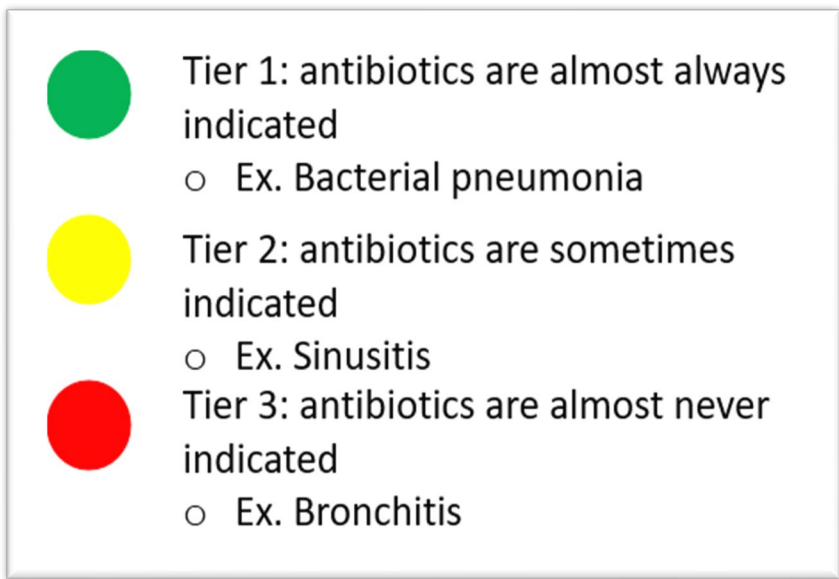 Tier 1: antibiotics are almost always
indicated
o Ex. Bacterial pneumonia
Tier 2: antibiotics are sometimes
indicated
o Ex. Sinusitis
Tier 3: antibiotics are almost never
indicated
o Ex. Bronchitis